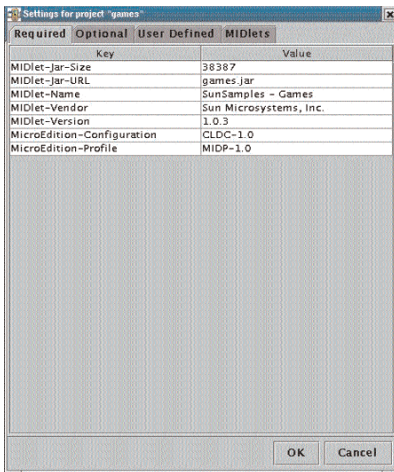 Settings for project "games"
Required Optional User Defined MIDlets
Key Value
MIDlet-Jar-Size 38387
MIDlet-Jar-URL games.jar
MIDlet-Name SunSamples - Games
MIDlet-Vendor Sun Microsystems, Inc.
MIDlet-Version 1.0.3
MicroEdition-Configuration CLDC-1.0
MicroEdition-Profile MIDP-1.0
OK Cancel